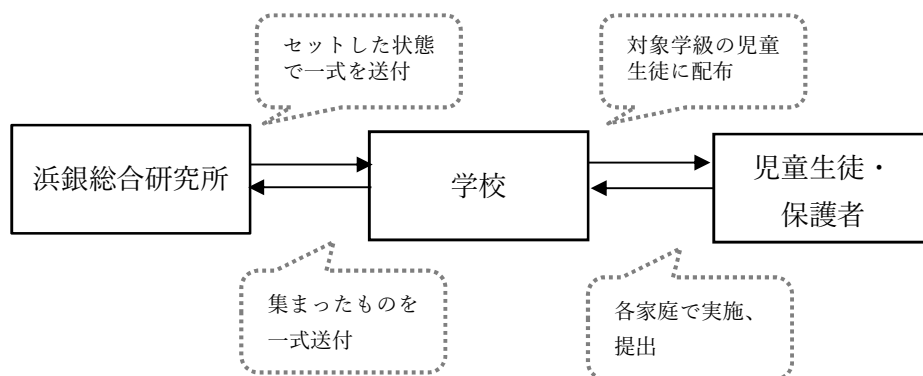 セットした状態
で一式を送付
対象学級の児童
生徒に配布
浜銀総合研究所
学校
児童生徒・
保護者
集まったものを
一式送付
各家庭で実施、
提出